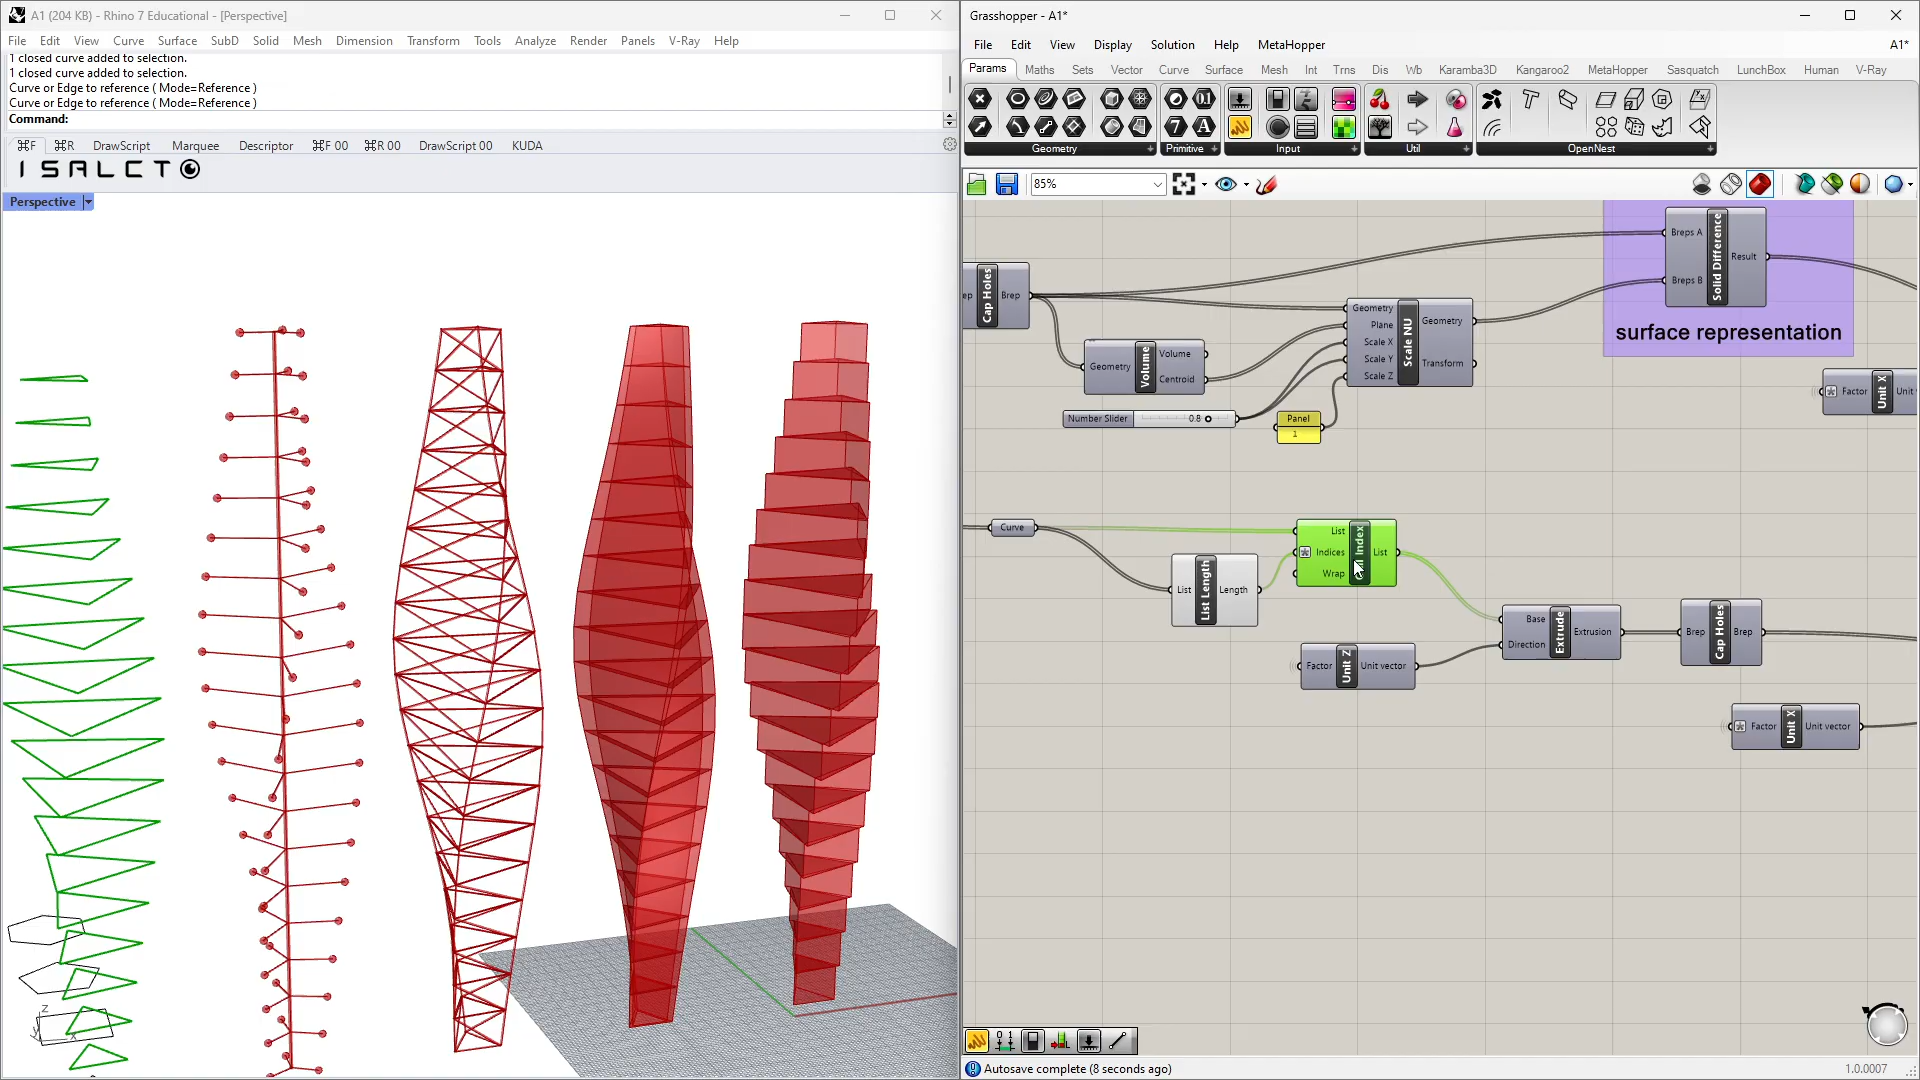 A1 (204 KB) - Rhino 7 Educational - [Perspective]
File Edit View Curve Surface SubD Solid Mesh Dimension Transform Tools Analyze Render Panels V-Ray Help
1 closed curve added to selection.
1 closed curve added to selection.
Curve or Edge to reference ( Mode=Reference )
Curve or Edge to reference ( Mode=Reference )
Command:
⌘F ⌘R DrawScript Marquee Descriptor ⌘F 00 ⌘R 00 DrawScript 00 KUDA
I S A L C T
Perspective
Z
Y
X
Grasshopper - A1*
File Edit View Display Solution Help MetaHopper A1*
Params Maths Sets Vector Curve Surface Mesh Int Trns Dis Wb Karamba3D Kangaroo2 MetaHopper Sasquatch LunchBox Human V-Ray
Geometry Primitive Input Util OpenNest
85%
Breps A
Breps B
Solid Difference
Result
surface representation
ep
Cap Holes
Brep
Geometry
Plane
Scale X
Scale Y
Scale Z
Scale NU
Geometry
Transform
Geometry
Volume
Volume
Centroid
Number Slider 0.8
Panel
1
Factor
Unit X
Unit v
Curve
List
Indices
Wrap
Index
List
List
List Length
Length
Base
Direction
Extrude
Extrusion
Brep
Cap Holes
Brep
Factor
Unit Z
Unit vector
Factor
Unit X
Unit vector
Autosave complete (8 seconds ago)
1.0.0007